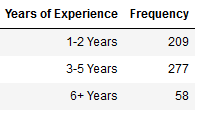 Years of Experience Frequency
1-2 Years 209
3-5 Years 277
6+ Years 58